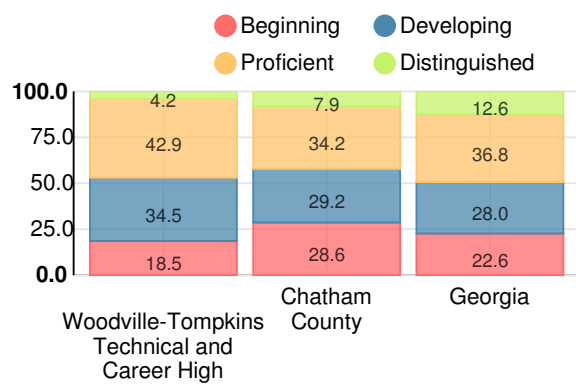 Beginning
Developing
Proficient
Distinguished
100.0
75.0
50.0
25.0
0.0
4.2
42.9
34.5
18.5
7.9
34.2
29.2
28.6
12.6
36.8
28.0
22.6
Woodville-Tompkins
Technical and
Career High
Chatham
County
Georgia